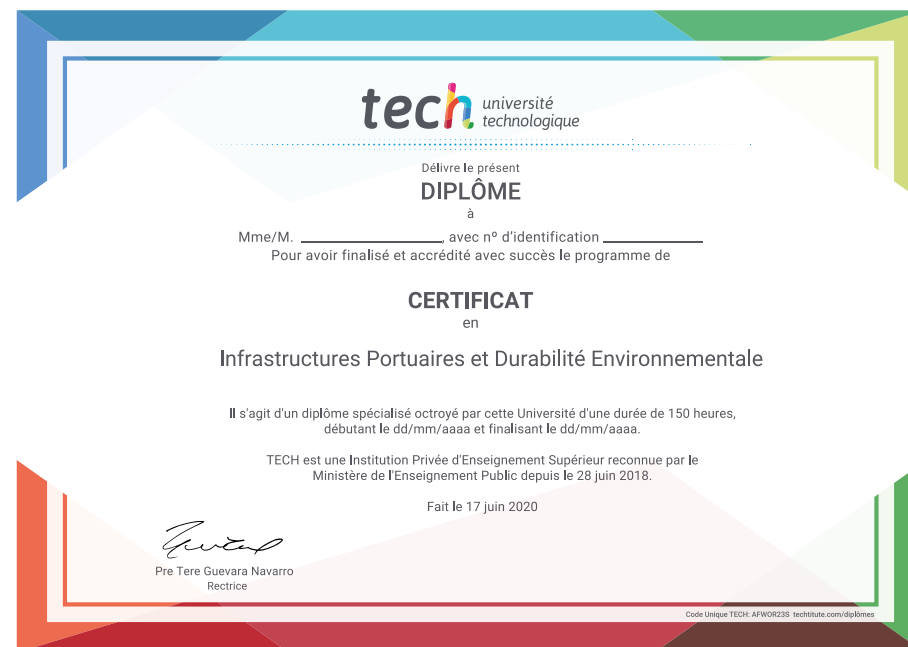 tech université
technologique
Délivre le présent
DIPLÔME
à
Mme/M. ____________________, avec nº d'identification ______________
Pour avoir finalisé et accrédité avec succès le programme de
CERTIFICAT
en
Infrastructures Portuaires et Durabilité Environnementale
Il s'agit d'un diplôme spécialisé octroyé par cette Université d'une durée de 150 heures,
débutant le dd/mm/aaaa et finalisant le dd/mm/aaaa.
TECH est une Institution Privée d'Enseignement Supérieur reconnue par le
Ministère de l'Enseignement Public depuis le 28 juin 2018.
Fait le 17 juin 2020
Pre Tere Guevara Navarro
Rectrice
Code Unique TECH: AFWOR23S techtitute.com/diplômes